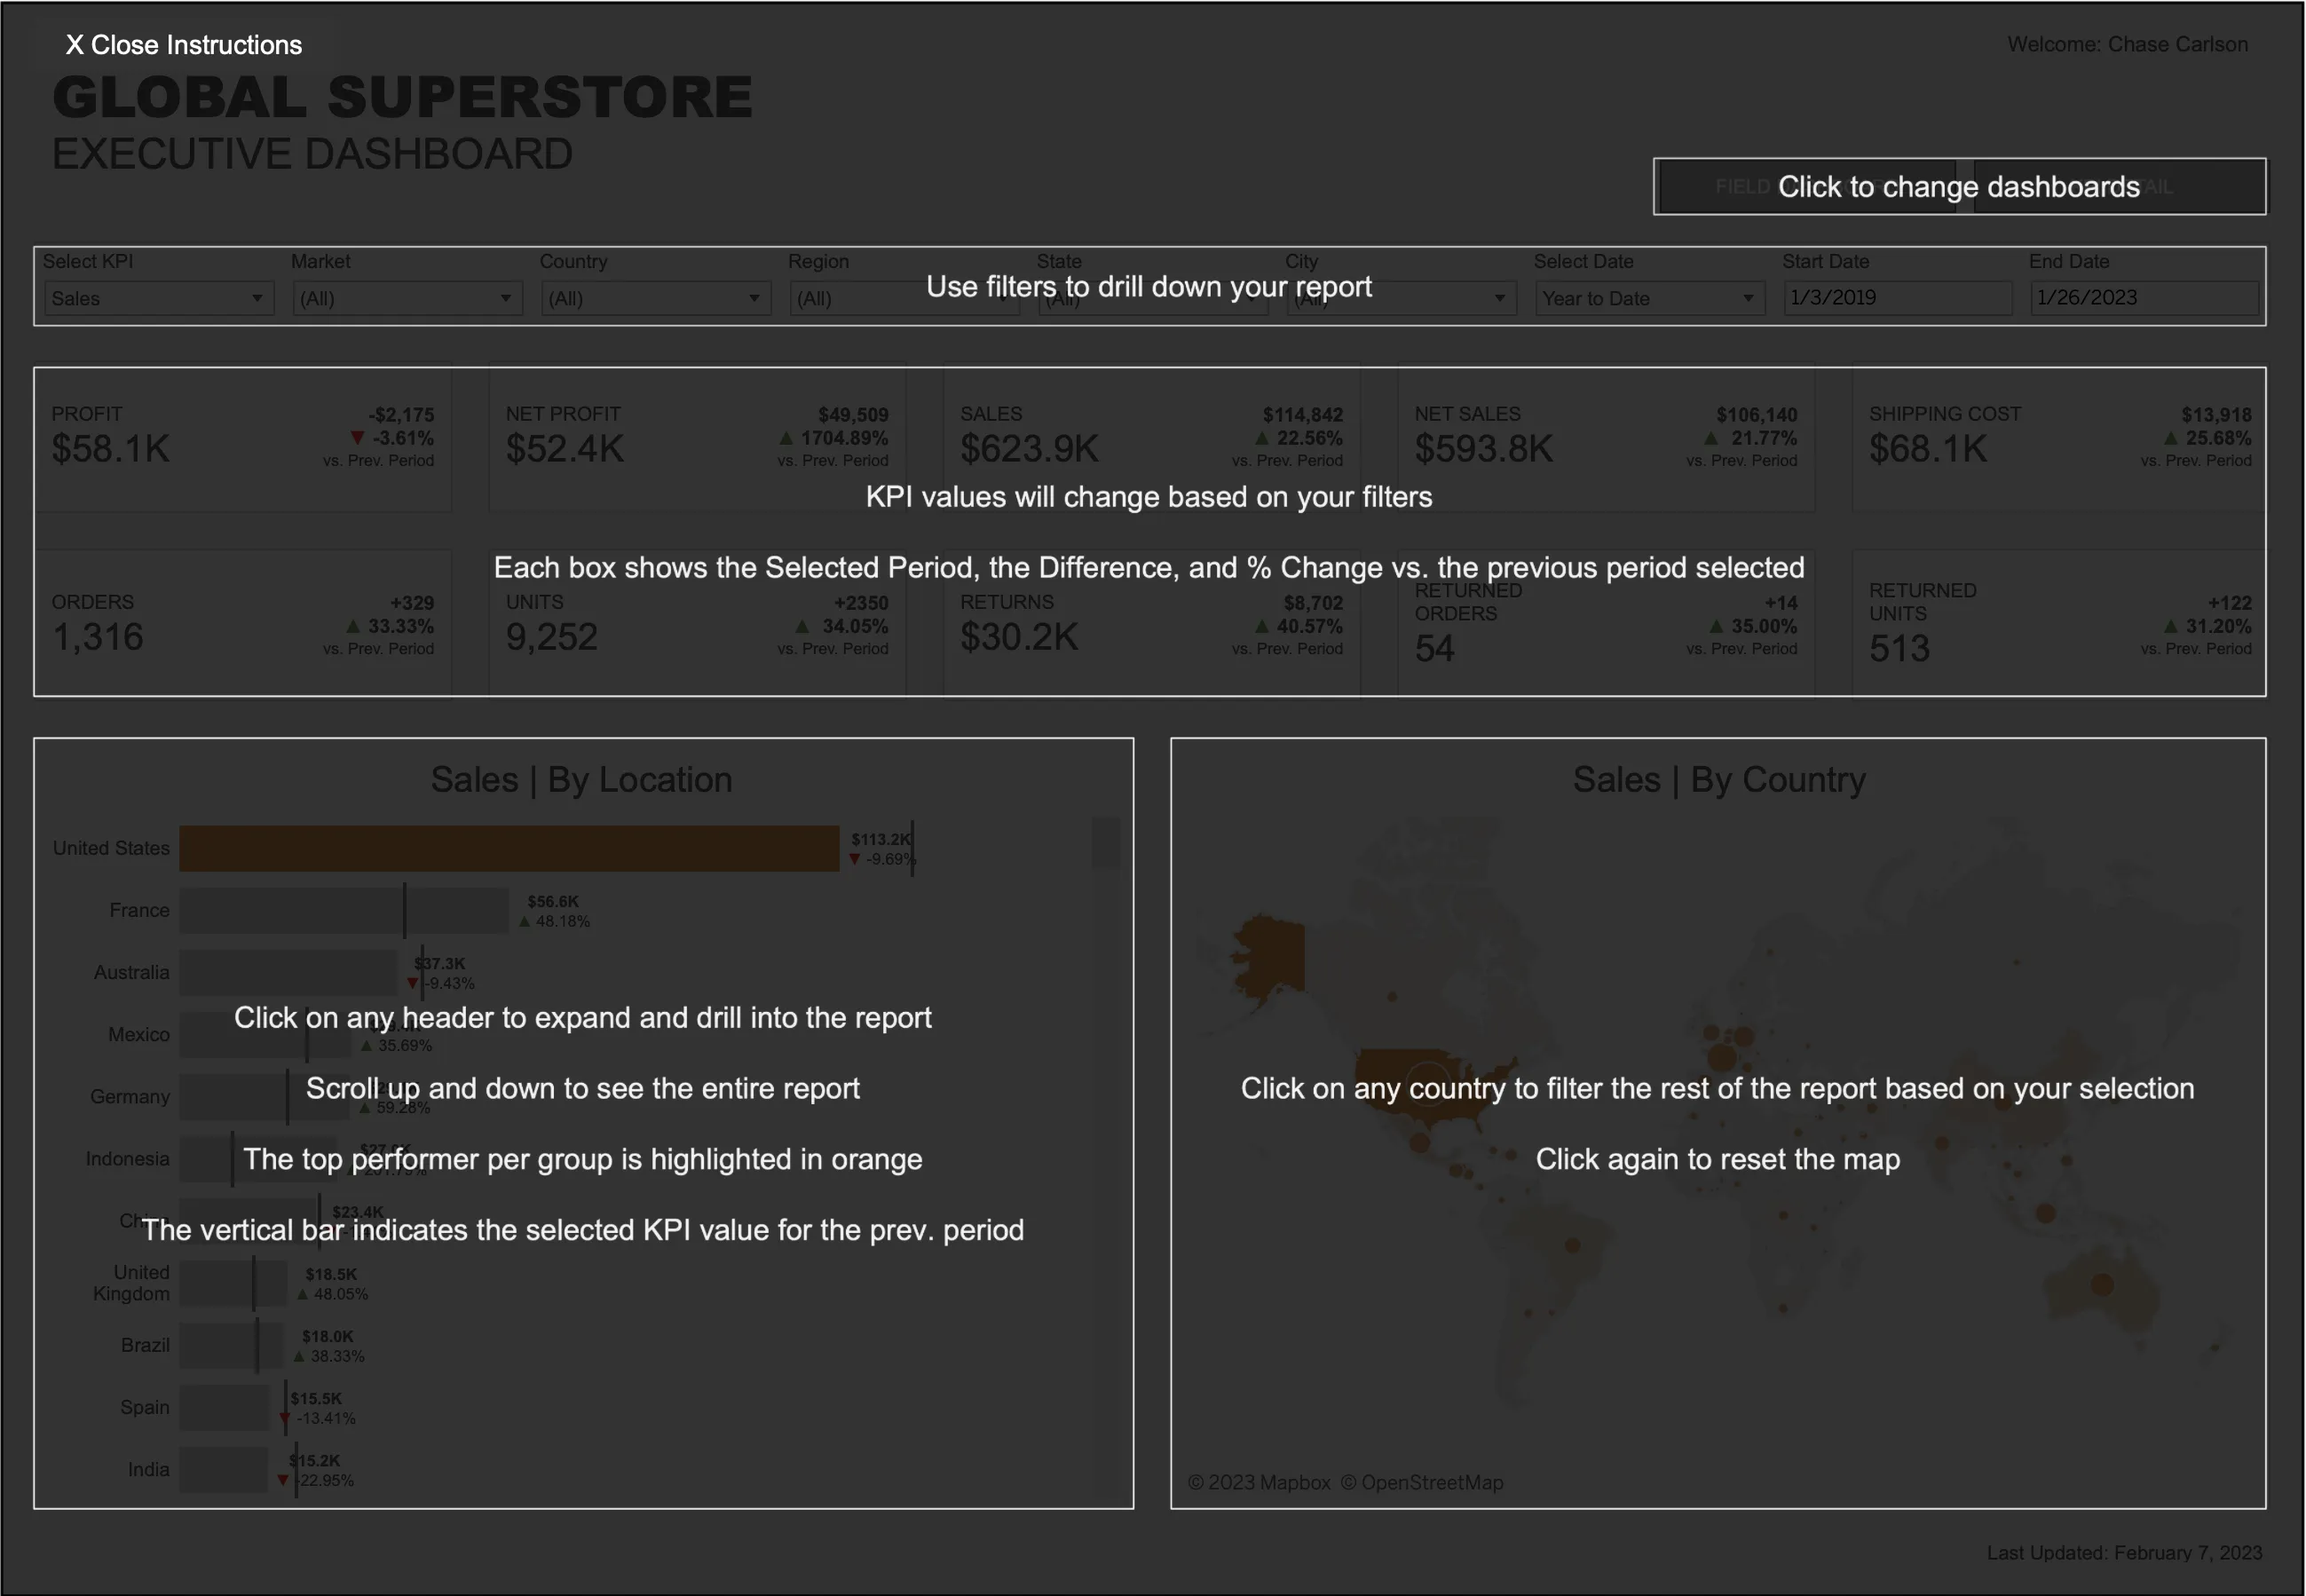 X Close Instructions
Welcome: Chase Carlson
GLOBAL SUPERSTORE
EXECUTIVE DASHBOARD
FIELD
AIL
Click to change dashboards
Select KPI Market Country Region State City Select Date Start Date End Date
Sales (All) (All) (All) (All) (All) Year to Date 1/3/2019 1/26/2023
Use filters to drill down your report
PROFIT
$58.1K
-$2,175
▼ -3.61%
vs. Prev. Period
NET PROFIT
$52.4K
$49,509
▲ 1704.89%
vs. Prev. Period
SALES
$623.9K
$114,842
▲ 22.56%
vs. Prev. Period
NET SALES
$593.8K
$106,140
▲ 21.77%
vs. Prev. Period
SHIPPING COST
$68.1K
$13,918
▲ 25.68%
vs. Prev. Period
KPI values will change based on your filters
Each box shows the Selected Period, the Difference, and % Change vs. the previous period selected
ORDERS
1,316
+329
▲ 33.33%
vs. Prev. Period
UNITS
9,252
+2350
▲ 34.05%
vs. Prev. Period
RETURNS
$30.2K
$8,702
▲ 40.57%
vs. Prev. Period
RETURNED
ORDERS
54
+14
▲ 35.00%
vs. Prev. Period
RETURNED
UNITS
513
+122
▲ 31.20%
vs. Prev. Period
Sales | By Location
United States
$113.2K
▼ -9.69%
France
$56.6K
▲ 48.18%
Australia
$37.3K
▼ -9.43%
Mexico
▲ 35.69%
Germany
▲ 59.28%
Indonesia
China
$23.4K
United
Kingdom
$18.5K
▲ 48.05%
Brazil
$18.0K
▲ 38.33%
Spain
$15.5K
▼ -13.41%
India
$15.2K
▼ -22.95%
Click on any header to expand and drill into the report
Scroll up and down to see the entire report
The top performer per group is highlighted in orange
The vertical bar indicates the selected KPI value for the prev. period
Sales | By Country
Click on any country to filter the rest of the report based on your selection
Click again to reset the map
© 2023 Mapbox © OpenStreetMap
Last Updated: February 7, 2023